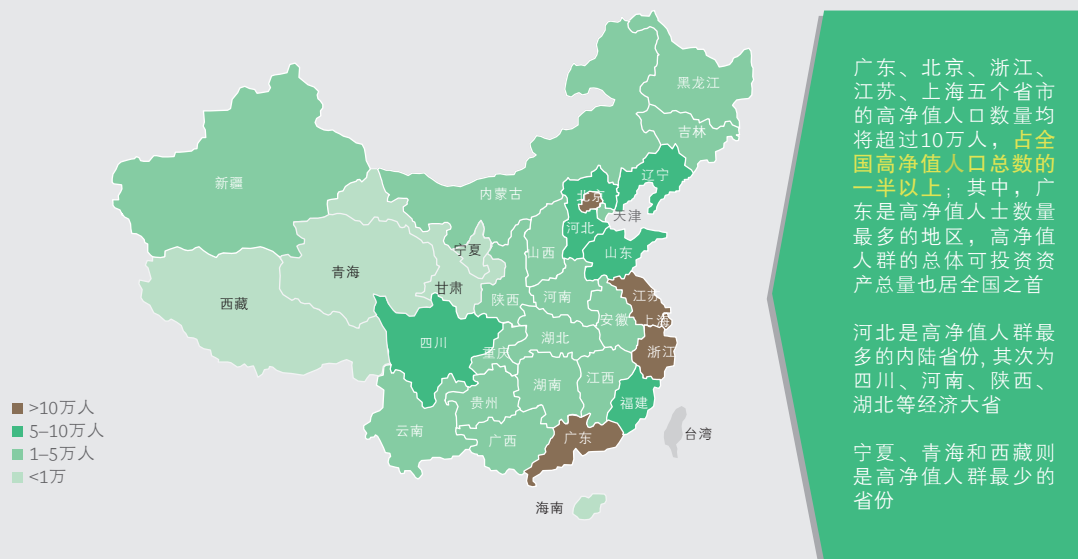 黑龙江
吉林
辽宁
新疆
内蒙古
北京
天津
河北
宁夏
山西
山东
青海
甘肃
西藏
陕西
河南
江苏
上海
安徽
四川
重庆
湖北
浙江
湖南
江西
贵州
福建
云南
广西
广东
台湾
海南
>10万人
5–10万人
1–5万人
<1万
广东、北京、浙江、
江苏、上海五个省市
的高净值人口数量均
将超过10万人，占全
国高净值人口总数的
一半以上；其中，广
东是高净值人士数量
最多的地区，高净值
人群的总体可投资资
产总量也居全国之首
河北是高净值人群最
多的内陆省份, 其次为
四川、河南、陕西、
湖北等经济大省
宁夏、青海和西藏则
是高净值人群最少的
省份